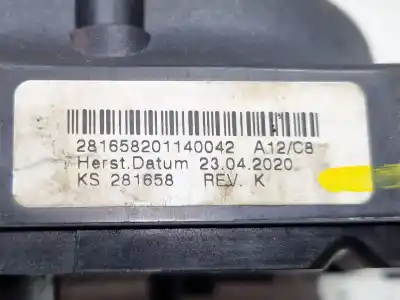 281658201140042 A12/C8
Herst.Datum 23.04.2020
KS 281658 REV. K